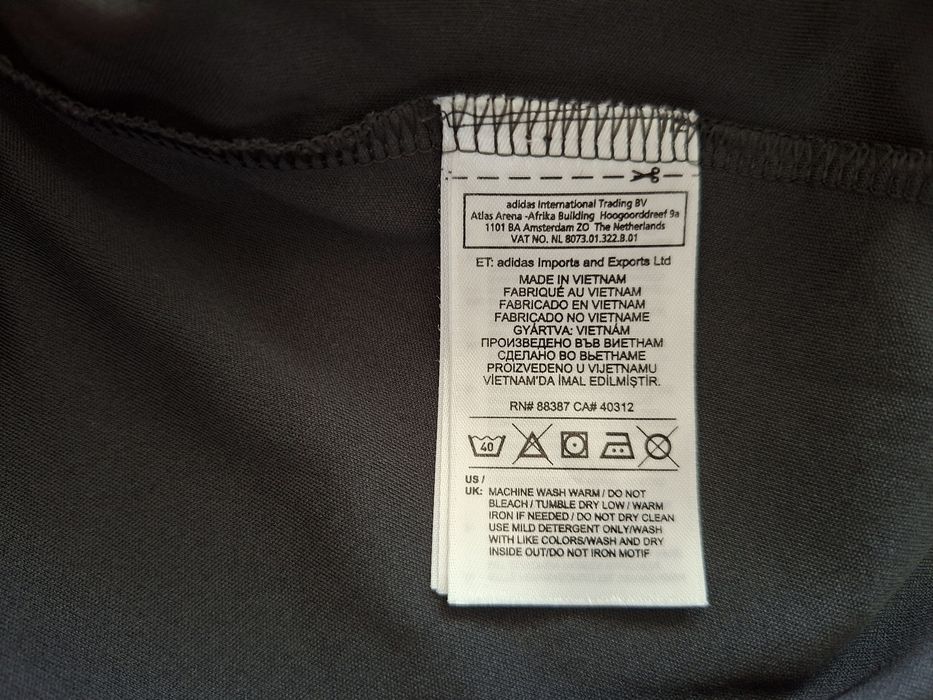 adidas International Trading BV
Atlas Arena -Afrika Building Hoogoorddreef 9a
1101 BA Amsterdam ZO The Netherlands
VAT NO. NL 8073.01.322.B.01
ET: adidas Imports and Exports Ltd
MADE IN VIETNAM
FABRIQUÉ AU VIETNAM
FABRICADO EN VIETNAM
FABRICADO NO VIETNAME
GYÁRTVA: VIETNÁM
ПРОИЗВЕДЕНО ВЪВ ВИЕТНАМ
СДЕЛАНО ВО ВЬЕТНАМЕ
PROIZVEDENO U VIJETNAMU
VİETNAM'DA İMAL EDİLMİŞTİR.
RN# 88387 CA# 40312
40
US /
UK: MACHINE WASH WARM / DO NOT
BLEACH / TUMBLE DRY LOW / WARM
IRON IF NEEDED / DO NOT DRY CLEAN
USE MILD DETERGENT ONLY/WASH
WITH LIKE COLORS/WASH AND DRY
INSIDE OUT/DO NOT IRON MOTIF